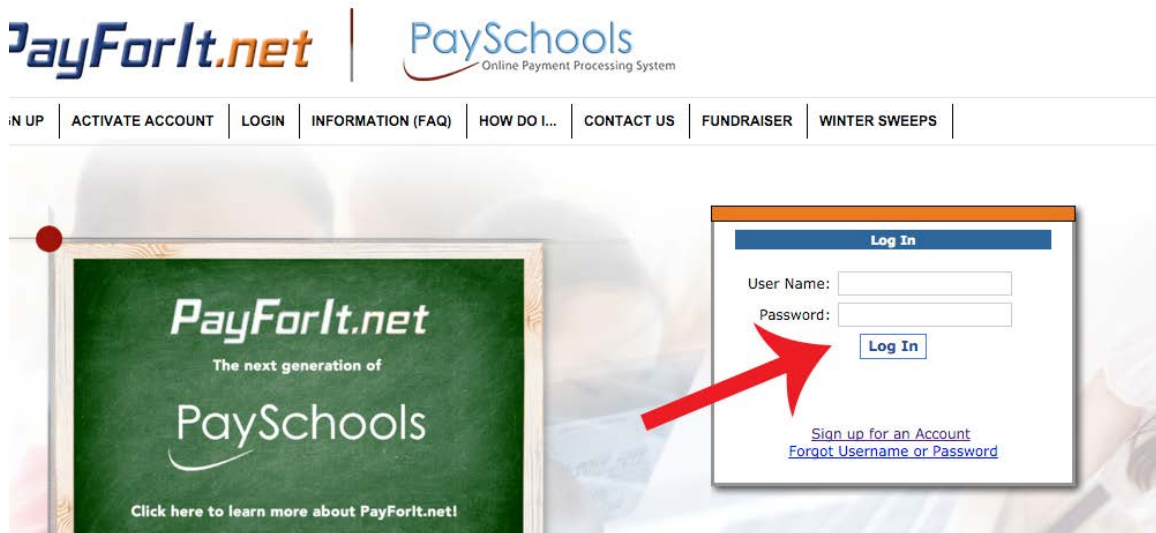 PayForIt.net
PaySchools
Online Payment Processing System
GN UP
ACTIVATE ACCOUNT
LOGIN
INFORMATION (FAQ)
HOW DO I...
CONTACT US
FUNDRAISER
WINTER SWEEPS
PayForIt.net
The next generation of
PaySchools
Click here to learn more about PayForIt.net!
Log In
User Name:
Password:
Log In
Sign up for an Account
Forgot Username or Password